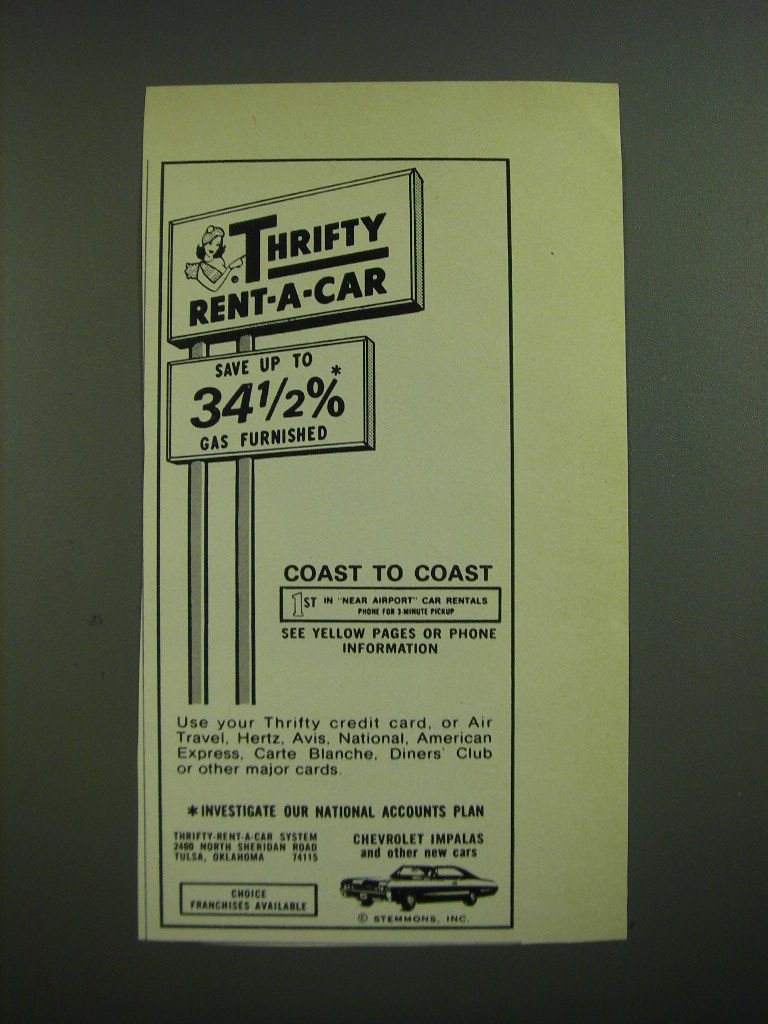 THRIFTY
RENT-A-CAR
SAVE UP TO
34 1/2%*
GAS FURNISHED
COAST TO COAST
1ST IN "NEAR AIRPORT" CAR RENTALS
PHONE FOR 3-MINUTE PICKUP
SEE YELLOW PAGES OR PHONE
INFORMATION
Use your Thrifty credit card, or Air
Travel, Hertz, Avis, National, American
Express, Carte Blanche, Diners' Club
or other major cards.
*INVESTIGATE OUR NATIONAL ACCOUNTS PLAN
THRIFTY-RENT-A-CAR SYSTEM
2400 NORTH SHERIDAN ROAD
TULSA, OKLAHOMA 74115
CHEVROLET IMPALAS
and other new cars
CHOICE
FRANCHISES AVAILABLE
© STEMMONS, INC.